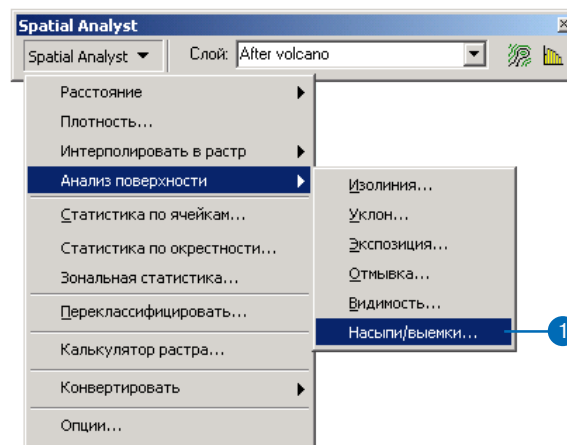 Spatial Analyst
Spatial Analyst Слой: After volcano
Расстояние
Плотность...
Интерполировать в растр
Анализ поверхности
Статистика по ячейкам...
Статистика по окрестности...
Зональная статистика...
Переклассифицировать...
Калькулятор растра...
Конвертировать
Опции...
Изолиния...
Уклон...
Экспозиция...
Отмывка...
Видимость...
Насыпи/выемки...
1